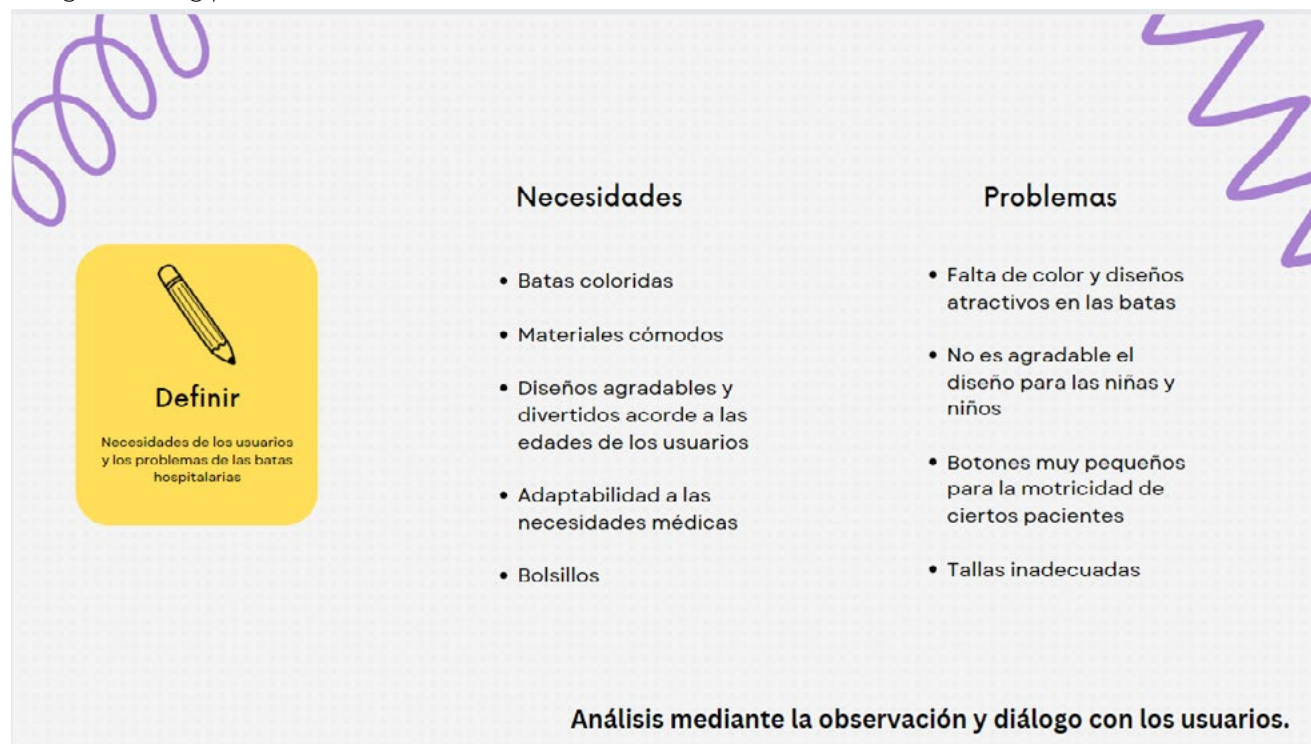 Necesidades
Problemas
Definir
Necesidades de los usuarios
y los problemas de las batas
hospitalarias
• Batas coloridas
• Materiales cómodos
• Diseños agradables y
divertidos acorde a las
edades de los usuarios
• Adaptabilidad a las
necesidades médicas
• Bolsillos
• Falta de color y diseños
atractivos en las batas
• No es agradable el
diseño para las niñas y
niños
• Botones muy pequeños
para la motricidad de
ciertos pacientes
• Tallas inadecuadas
Análisis mediante la observación y diálogo con los usuarios.